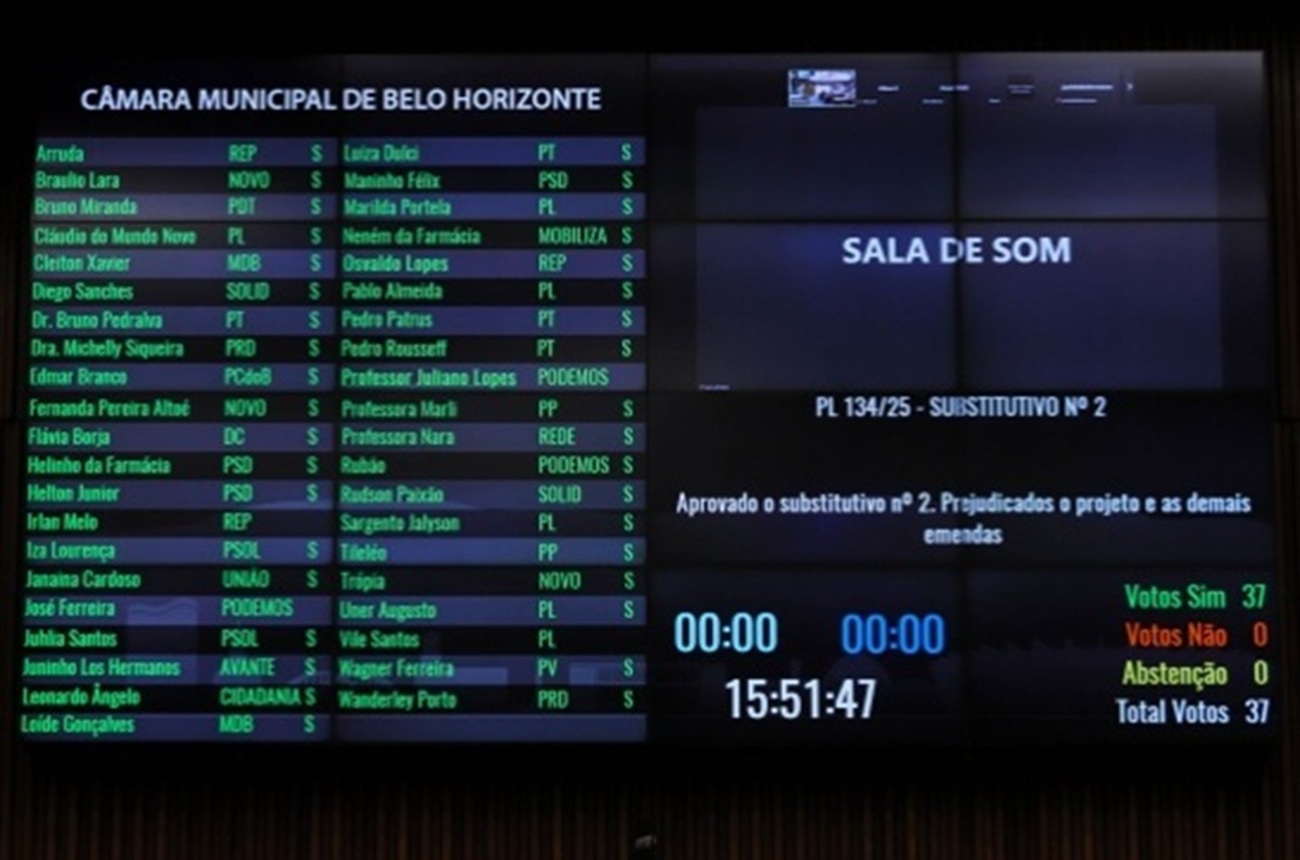 CÂMARA MUNICIPAL DE BELO HORIZONTE
Arruda REP S
Braulio Lara NOVO S
Bruno Miranda PDT S
Cláudio do Mundo Novo PL S
Cleiton Xavier MDB S
Diego Sanches SOLID S
Dr. Bruno Pedralva PT S
Dra. Michelly Siqueira PRD S
Edmar Branco PCdoB S
Fernanda Pereira Altoé NOVO S
Flávia Borja DC S
Helinho da Farmácia PSD S
Helton Junior PSD S
Irlan Melo REP
Iza Lourença PSOL S
Janaina Cardoso UNIÃO S
José Ferreira PODEMOS
Juhlia Santos PSOL S
Juninho Los Hermanos AVANTE S
Leonardo Ângelo CIDADANIA S
Loíde Gonçalves MDB S
Luiza Dulci PT S
Maninho Félix PSD S
Marilda Portela PL S
Neném da Farmácia MOBILIZA S
Osvaldo Lopes REP S
Pablo Almeida PL S
Pedro Patrus PT S
Pedro Rousseff PT S
Professor Juliano Lopes PODEMOS
Professora Marli PP S
Professora Nara REDE S
Rubão PODEMOS S
Rudson Paixão SOLID S
Sargento Jalyson PL S
Tileléo PP S
Trópia NOVO S
Uner Augusto PL S
Vile Santos PL
Wagner Ferreira PV S
Wanderley Porto PRD S
SALA DE SOM
PL 134/25 - SUBSTITUTIVO Nº 2
Aprovado o substitutivo nº 2. Prejudicados o projeto e as demais
emendas
00:00 00:00
15:51:47
Votos Sim 37
Votos Não 0
Abstenção 0
Total Votos 37